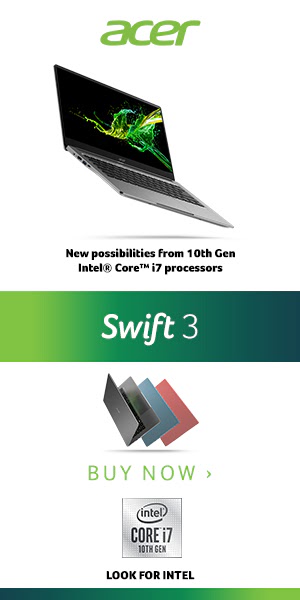 acer
New possibilities from 10th Gen
Intel® Core™ i7 processors
Swift 3
BUY NOW ›
intel®
CORE i7
10TH GEN
LOOK FOR INTEL